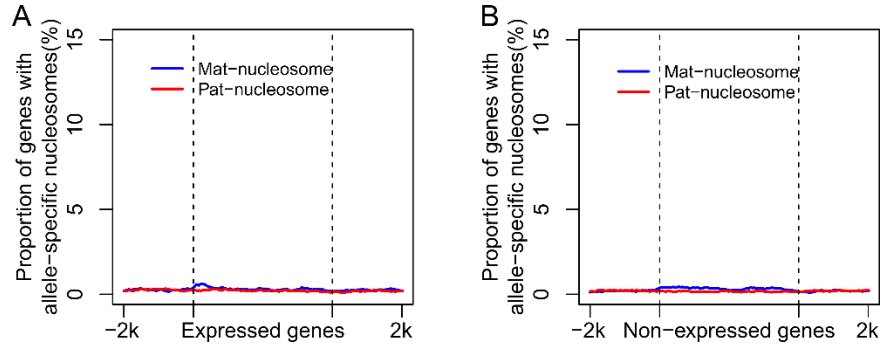 A
Proportion of genes with
allele-specific nucleosomes(%)
15
10
5
0
Mat-nucleosome
Pat-nucleosome
−2k
Expressed genes
2k
B
Proportion of genes with
allele-specific nucleosomes(%)
15
10
5
0
Mat-nucleosome
Pat-nucleosome
−2k
Non-expressed genes
2k